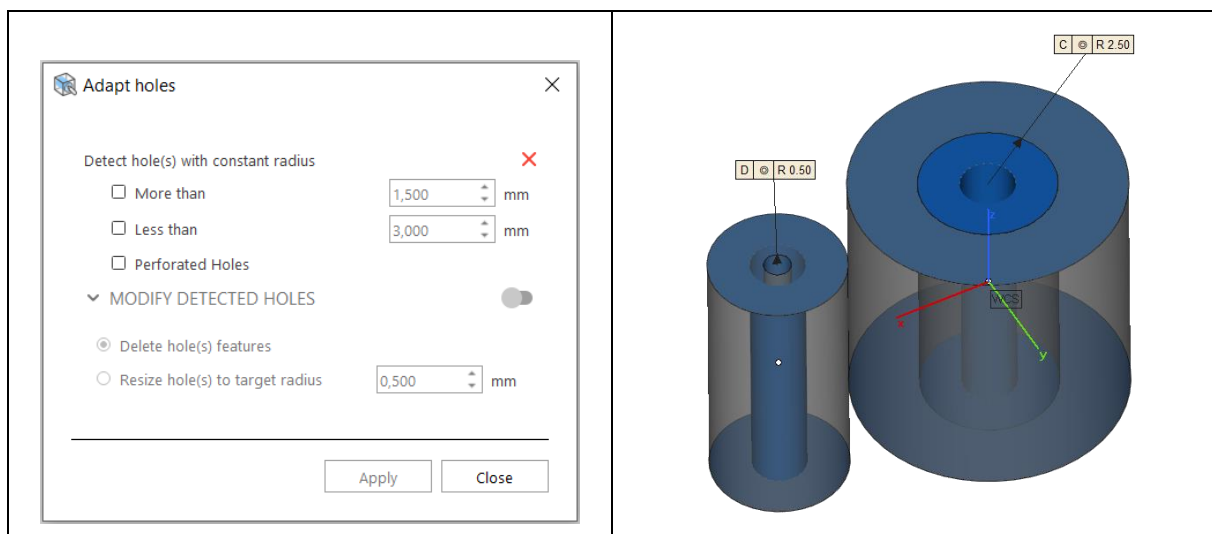 Adapt holes
Detect hole(s) with constant radius
More than 1,500 mm
Less than 3,000 mm
Perforated Holes
MODIFY DETECTED HOLES
Delete hole(s) features
Resize hole(s) to target radius 0,500 mm
Apply Close
C ◎ R 2.50
D ◎ R 0.50
z
WCS
x
y